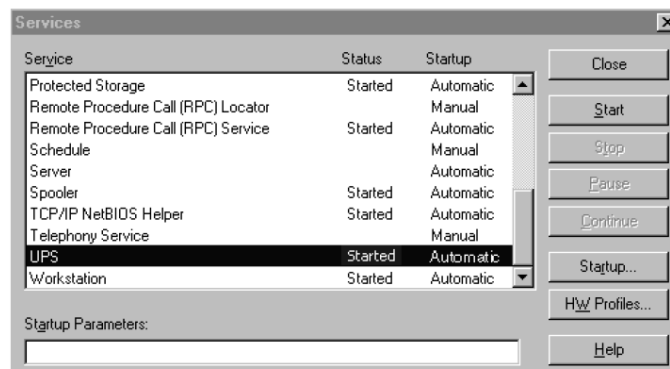 Services
Service Status Startup
Protected Storage Started Automatic
Remote Procedure Call (RPC) Locator Manual
Remote Procedure Call (RPC) Service Started Automatic
Schedule Manual
Server Automatic
Spooler Started Automatic
TCP/IP NetBIOS Helper Started Automatic
Telephony Service Manual
UPS Started Automatic
Workstation Started Automatic
Startup Parameters:
Close
Start
Stop
Pause
Continue
Startup...
HW Profiles...
Help